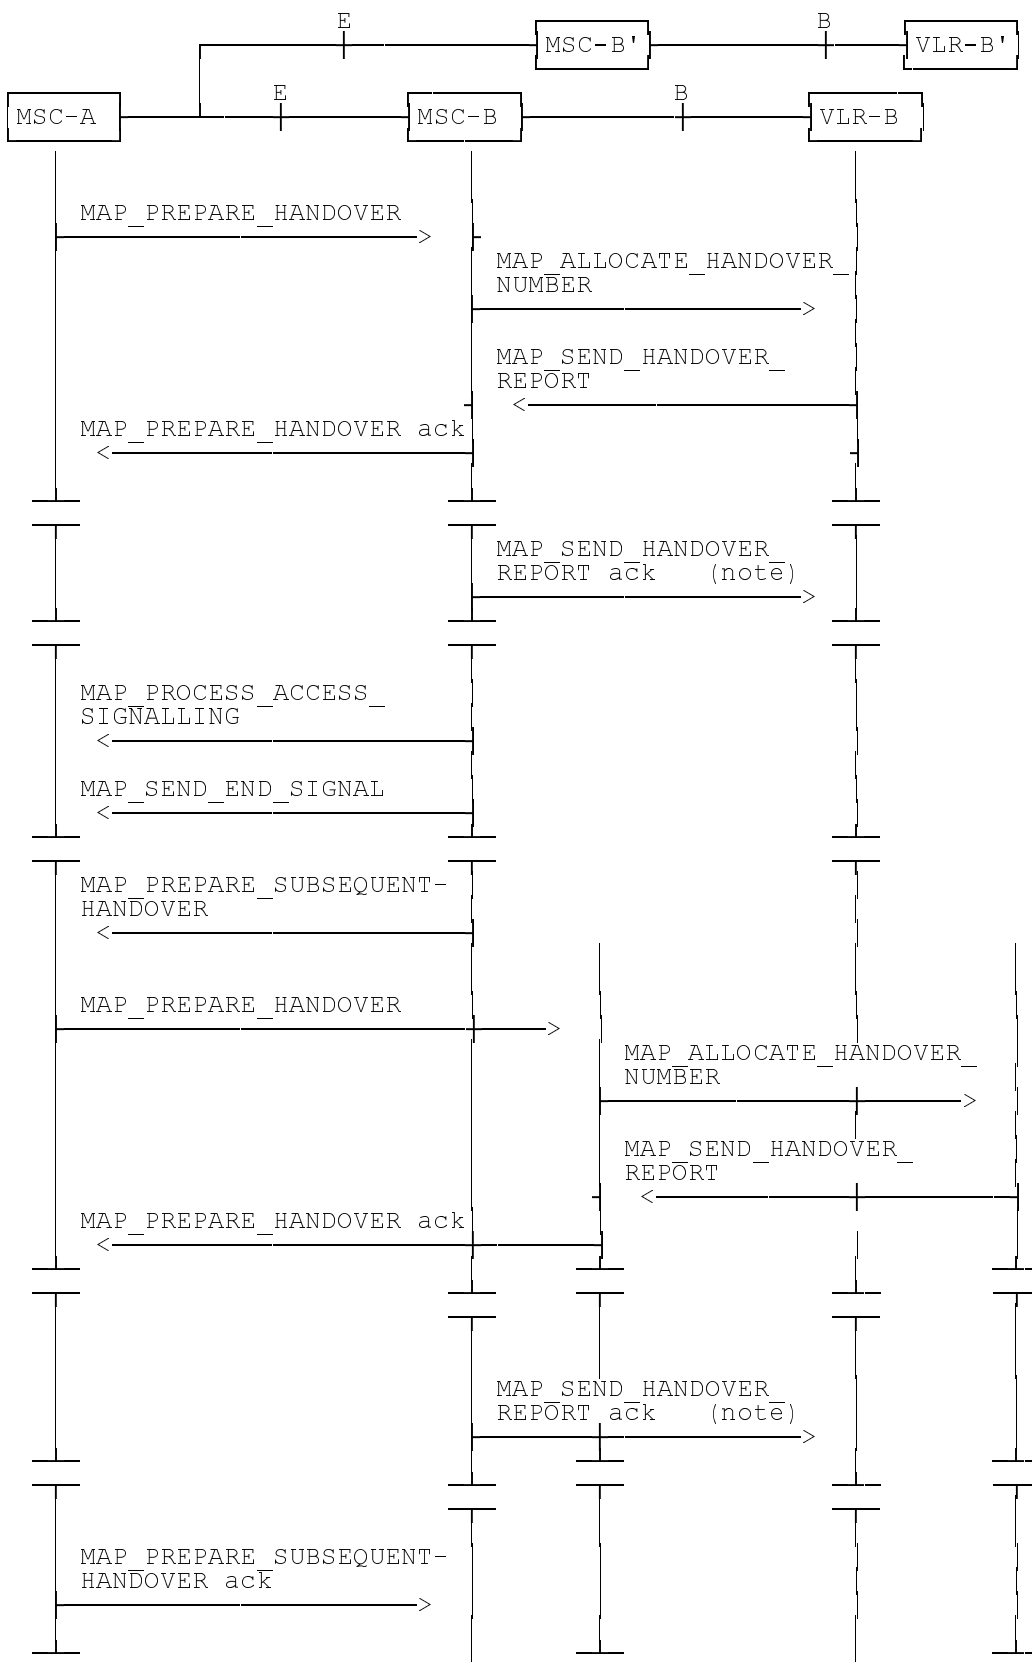 E B
MSC-B' VLR-B'
E B
MSC-A MSC-B VLR-B
MAP_PREPARE_HANDOVER
MAP_ALLOCATE_HANDOVER_
NUMBER
MAP_SEND_HANDOVER_
REPORT
MAP_PREPARE_HANDOVER ack
MAP_SEND_HANDOVER_
REPORT ack (note)
MAP_PROCESS_ACCESS_
SIGNALLING
MAP_SEND_END_SIGNAL
MAP_PREPARE_SUBSEQUENT-
HANDOVER
MAP_PREPARE_HANDOVER
MAP_ALLOCATE_HANDOVER_
NUMBER
MAP_SEND_HANDOVER_
REPORT
MAP_PREPARE_HANDOVER ack
MAP_SEND_HANDOVER_
REPORT ack (note)
MAP_PREPARE_SUBSEQUENT-
HANDOVER ack